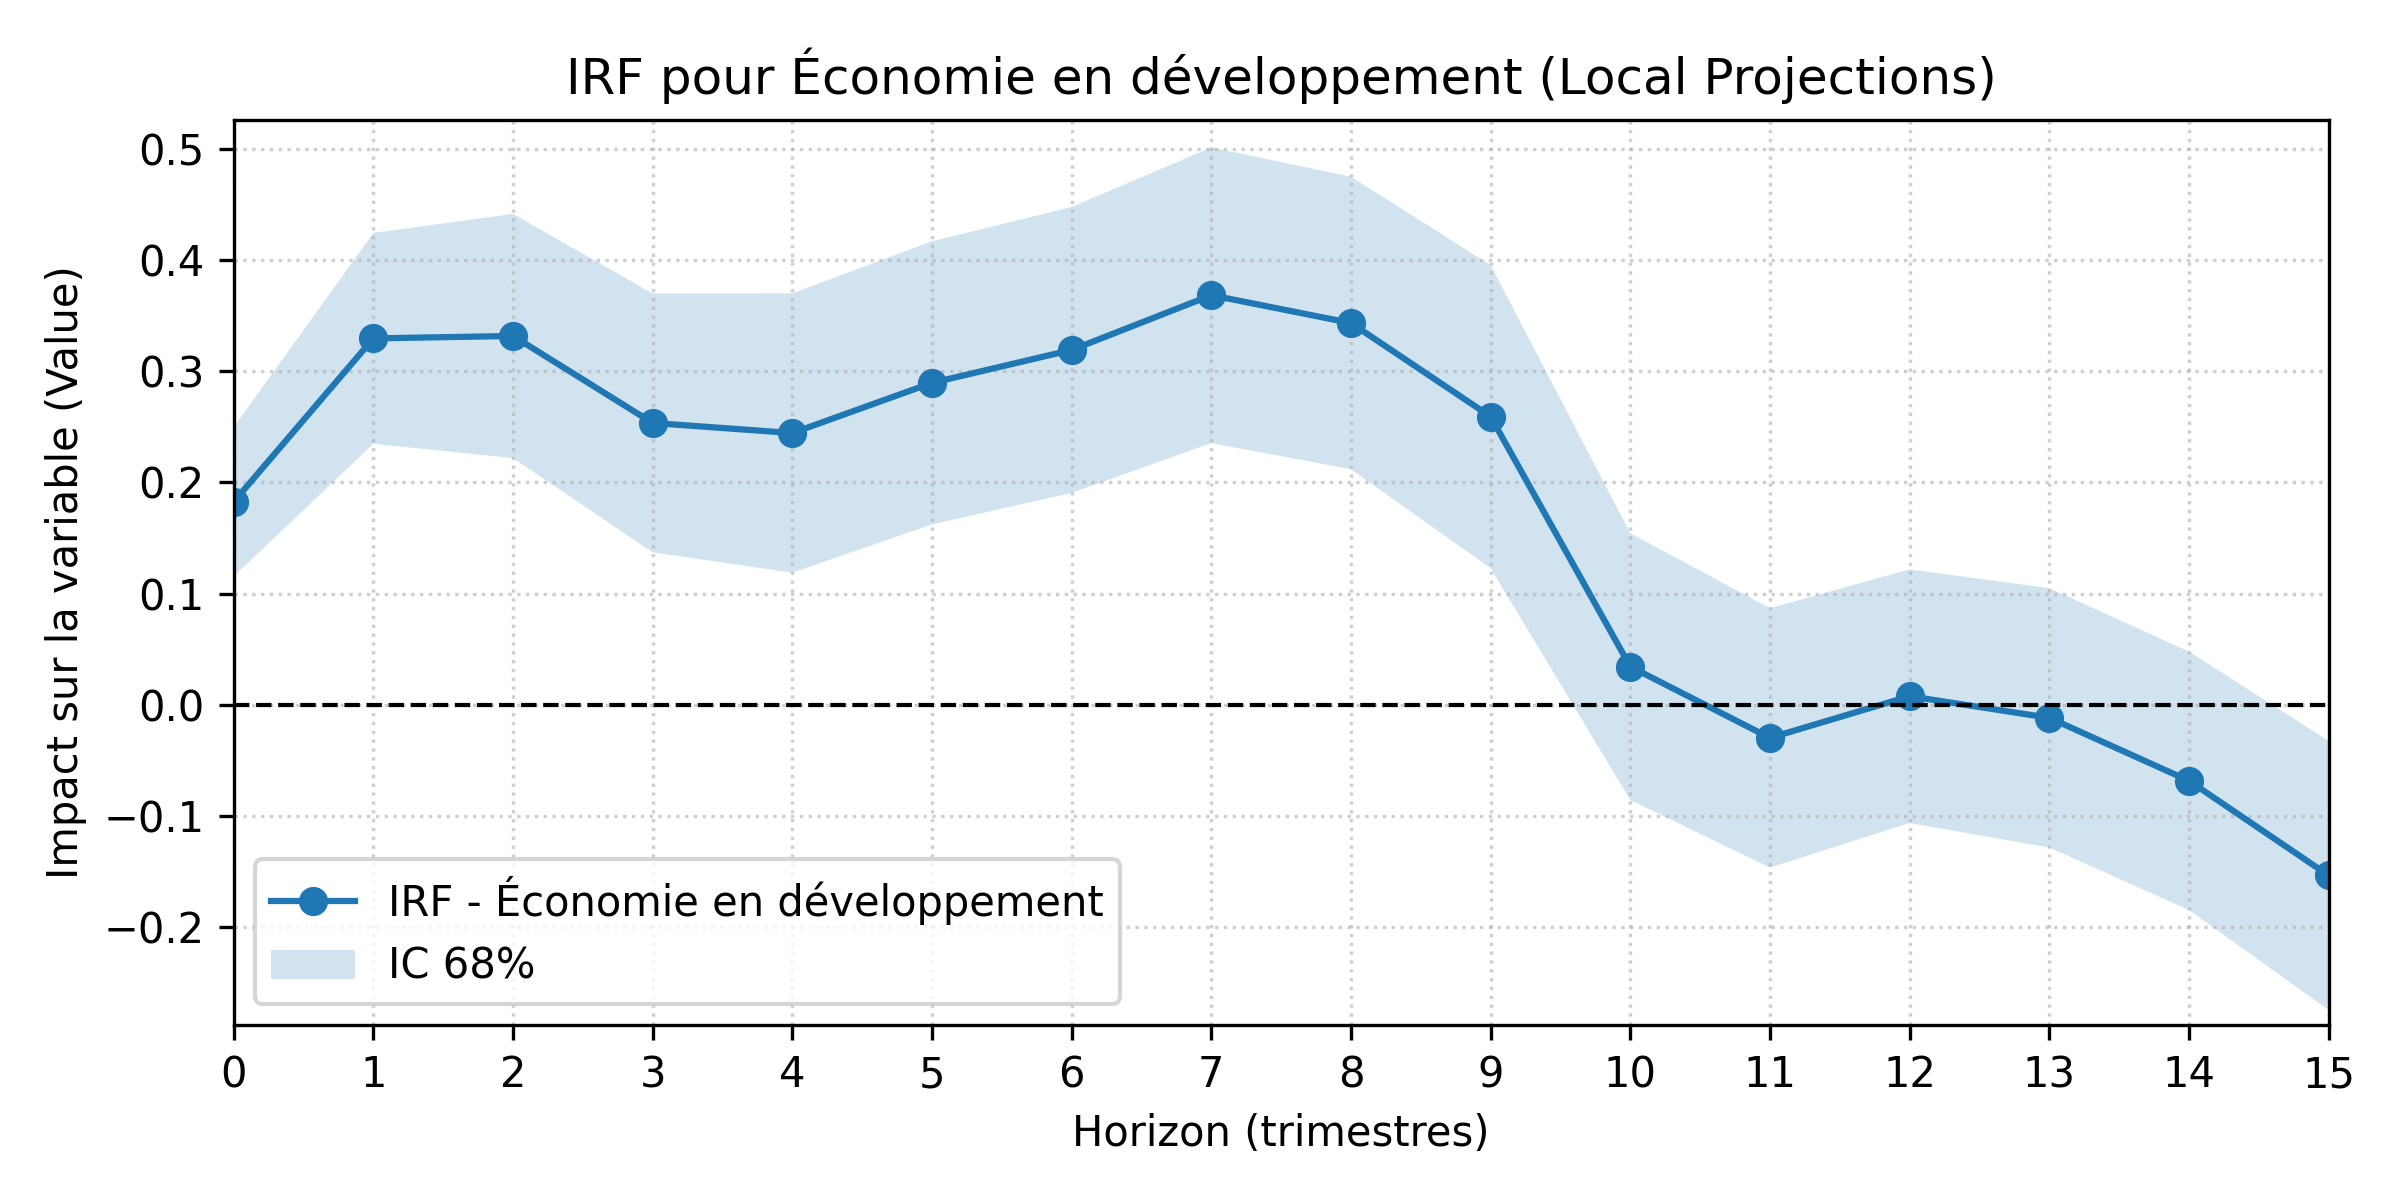 IRF pour Économie en développement (Local Projections)
Impact sur la variable (Value)
0.5
0.4
0.3
0.2
0.1
0.0
−0.1
−0.2
IRF - Économie en développement
IC 68%
0 1 2 3 4 5 6 7 8 9 10 11 12 13 14 15
Horizon (trimestres)